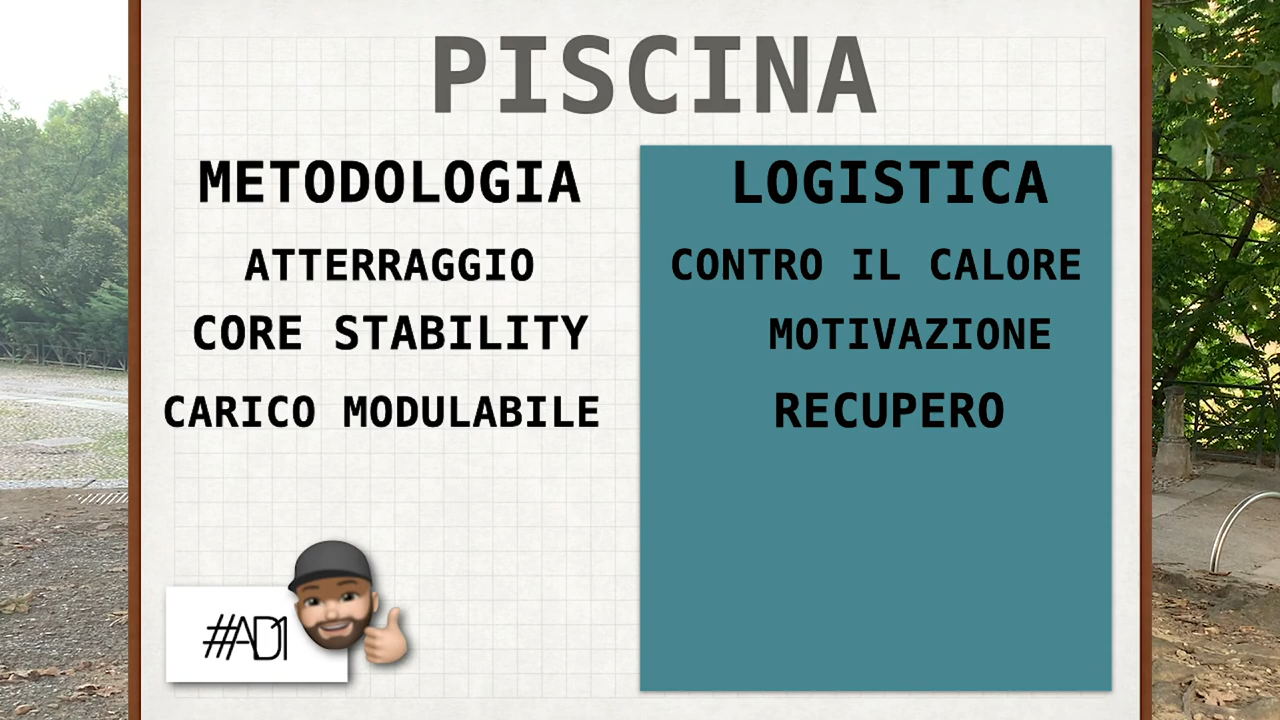 PISCINA
METODOLOGIA
ATTERRAGGIO
CORE STABILITY
CARICO MODULABILE
LOGISTICA
CONTRO IL CALORE
MOTIVAZIONE
RECUPERO
#AD1